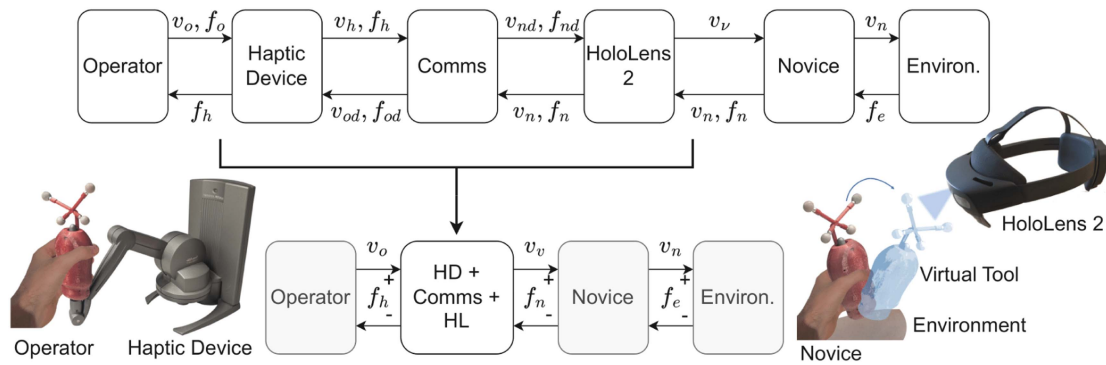 v_o, f_o
v_h, f_h
v_nd, f_nd
v_ν
v_n
Operator
Haptic
Device
Comms
HoloLens
2
Novice
Environ.
f_h
v_od, f_od
v_n, f_n
v_n, f_n
f_e
HoloLens 2
v_o
v_v
v_n
Operator
+
f_h
-
HD +
Comms +
HL
+
f_n
-
Novice
+
f_e
-
Environ.
Virtual Tool
Environment
Operator
Haptic Device
Novice